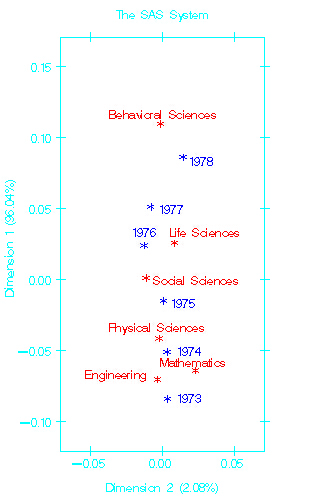 The SAS System
0.15
Behavioral Sciences
0.10
1978
0.05
1977
1976
Life Sciences
Dimension 1 (96.04%)
0.00
Social Sciences
1975
Physical Sciences
-0.05
1974
Mathematics
Engineering
1973
-0.10
-0.05 0.00 0.05
Dimension 2 (2.08%)